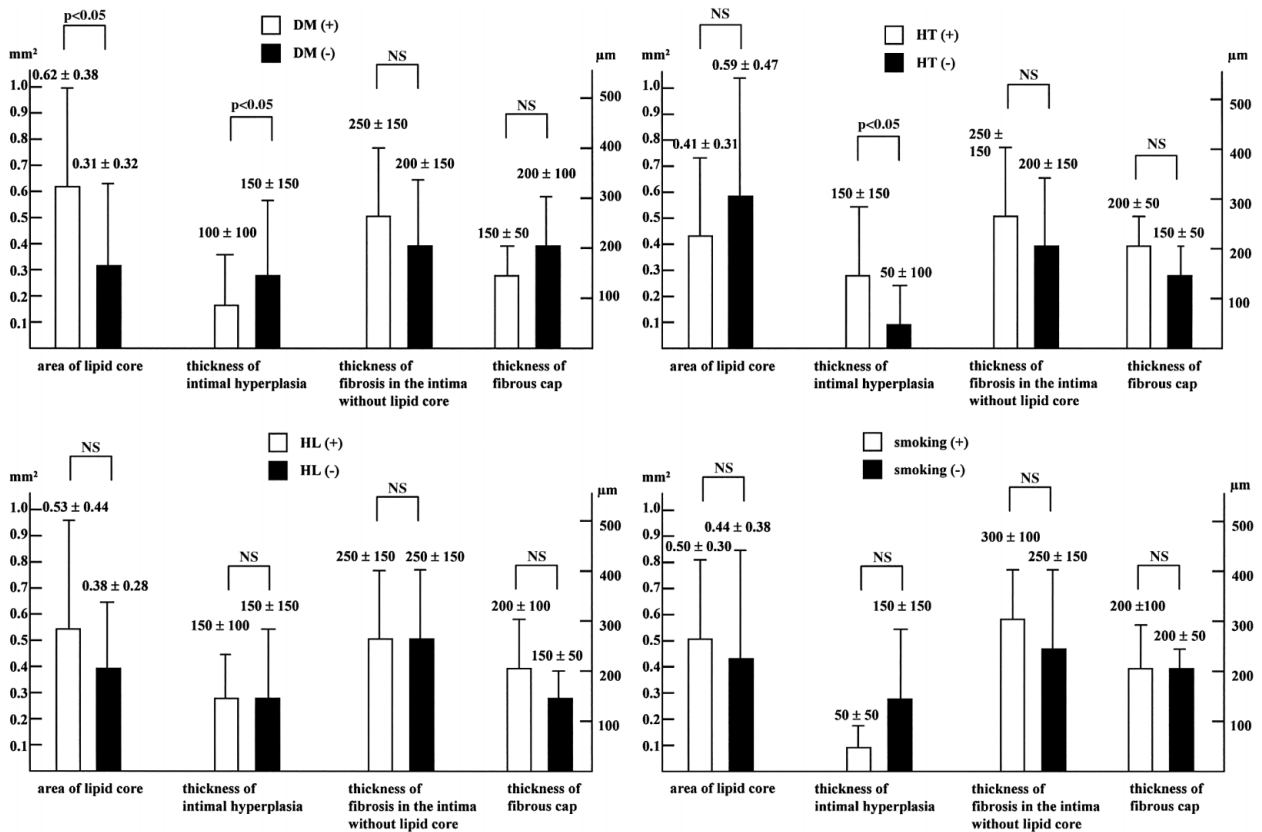 p<0.05
DM (+)
DM (-)
mm²
NS
µm
0.62 ± 0.38
1.0
0.9
0.8
0.7
0.6
0.5
0.4
0.3
0.2
0.1
0.31 ± 0.32
p<0.05
100 ± 100
150 ± 150
250 ± 150
200 ± 150
NS
200 ± 100
150 ± 50
500
400
300
200
100
area of lipid core
thickness of
intimal hyperplasia
thickness of
fibrosis in the intima
without lipid core
thickness of
fibrous cap
NS
HT (+)
HT (-)
mm²
0.59 ± 0.47
NS
µm
1.0
0.9
0.8
0.7
0.6
0.5
0.4
0.3
0.2
0.1
0.41 ± 0.31
p<0.05
150 ± 150
50 ± 100
250 ±
150
200 ± 150
NS
200 ± 50
150 ± 50
500
400
300
200
100
area of lipid core
thickness of
intimal hyperplasia
thickness of
fibrosis in the intima
without lipid core
thickness of
fibrous cap
NS
HL (+)
HL (-)
mm²
NS
µm
1.0
0.9
0.8
0.7
0.6
0.5
0.4
0.3
0.2
0.1
0.53 ± 0.44
0.38 ± 0.28
NS
150 ± 150
150 ± 100
250 ± 150
250 ± 150
NS
200 ± 100
150 ± 50
500
400
300
200
100
area of lipid core
thickness of
intimal hyperplasia
thickness of
fibrosis in the intima
without lipid core
thickness of
fibrous cap
smoking (+)
smoking (-)
NS
mm²
NS
µm
1.0
0.9
0.8
0.7
0.6
0.5
0.4
0.3
0.2
0.1
0.44 ± 0.38
0.50 ± 0.30
NS
150 ± 150
50 ± 50
300 ± 100
250 ± 150
NS
200 ±100
200 ± 50
500
400
300
200
100
area of lipid core
thickness of
intimal hyperplasia
thickness of
fibrosis in the intima
without lipid core
thickness of
fibrous cap